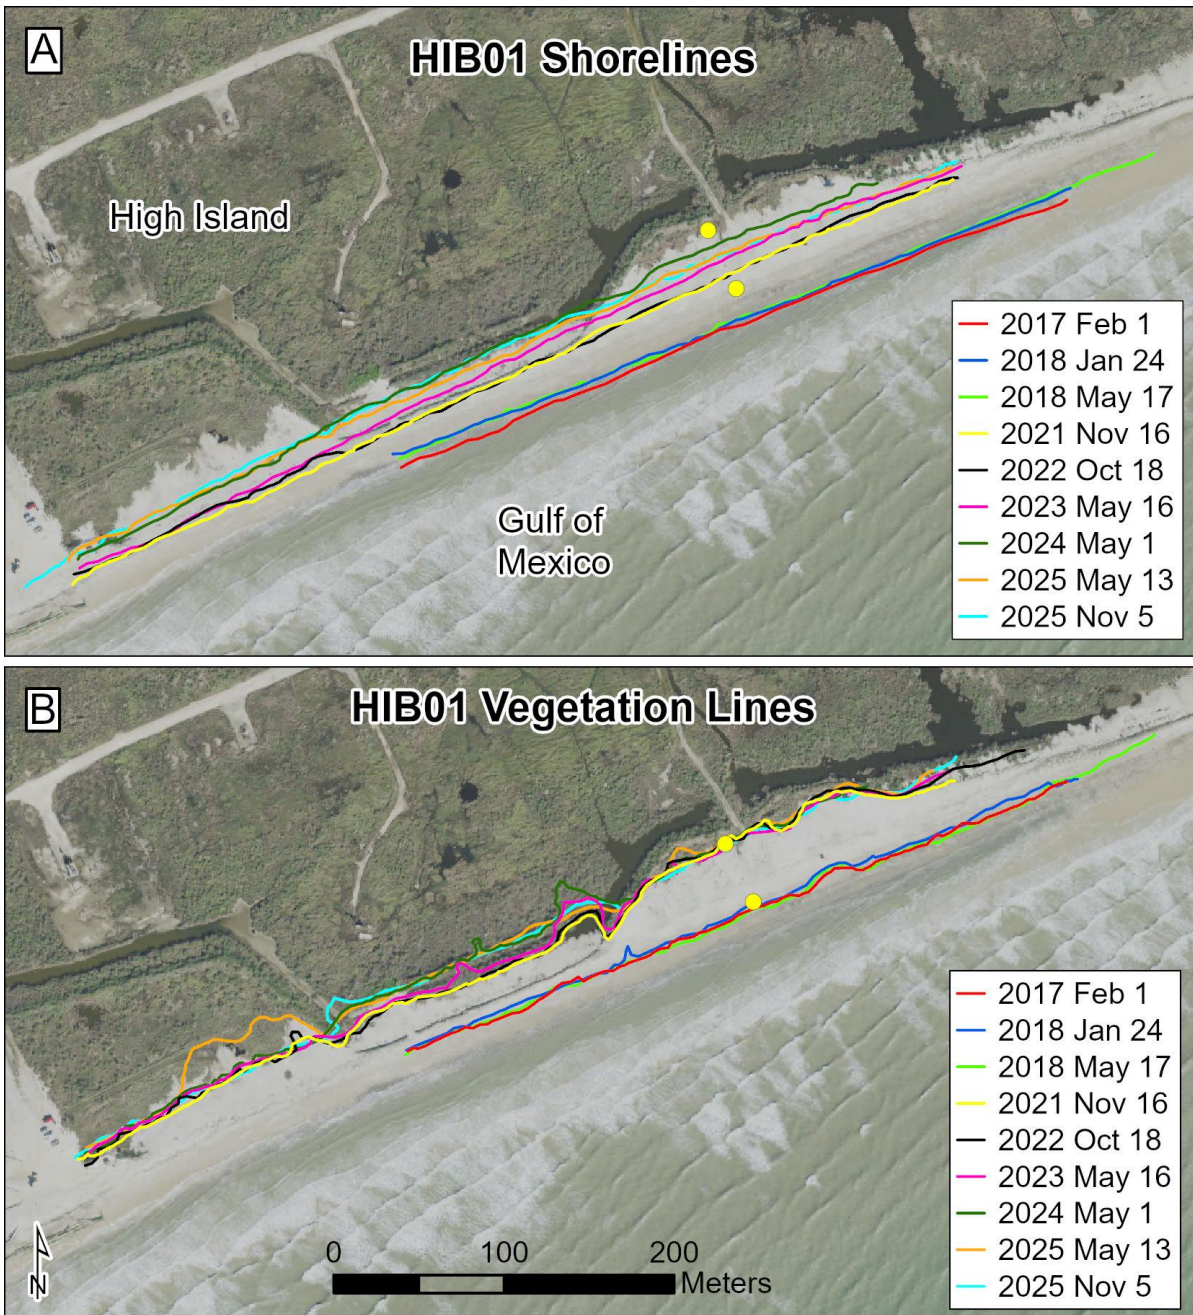 A
HIB01 Shorelines
High Island
Gulf of
Mexico
2017 Feb 1
2018 Jan 24
2018 May 17
2021 Nov 16
2022 Oct 18
2023 May 16
2024 May 1
2025 May 13
2025 Nov 5
B
HIB01 Vegetation Lines
2017 Feb 1
2018 Jan 24
2018 May 17
2021 Nov 16
2022 Oct 18
2023 May 16
2024 May 1
2025 May 13
2025 Nov 5
N
0 100 200
Meters